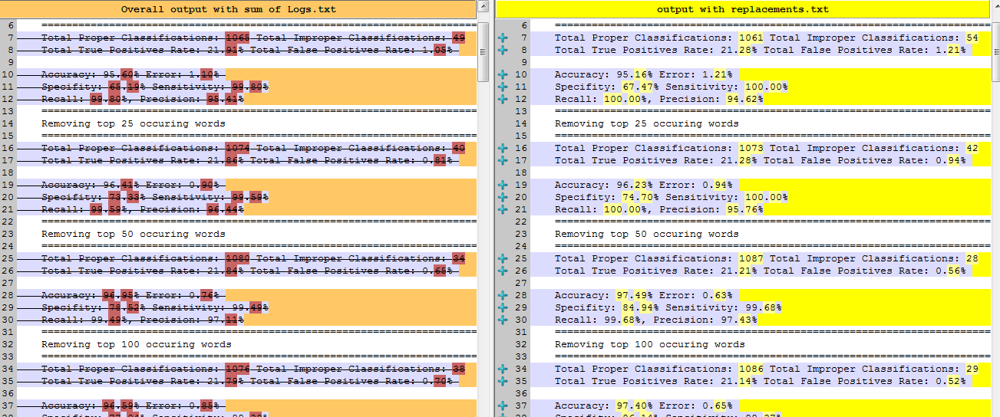 Overall output with sum of Logs.txt
6 =======================================================================
7 Total Proper Classifications: 1065 Total Improper Classifications: 49
8 Total True Positives Rate: 21.91% Total False Positives Rate: 1.05%
9
10 Accuracy: 95.60% Error: 1.10%
11 Specifity: 65.19% Sensitivity: 99.80%
12 Recall: 99.80%, Precision: 95.41%
13 =======================================================================
14 Removing top 25 occuring words
15 =======================================================================
16 Total Proper Classifications: 1074 Total Improper Classifications: 40
17 Total True Positives Rate: 21.86% Total False Positives Rate: 0.81%
18
19 Accuracy: 96.41% Error: 0.90%
20 Specifity: 73.33% Sensitivity: 99.59%
21 Recall: 99.59%, Precision: 96.44%
22 =======================================================================
23 Removing top 50 occuring words
24 =======================================================================
25 Total Proper Classifications: 1080 Total Improper Classifications: 34
26 Total True Positives Rate: 21.84% Total False Positives Rate: 0.65%
27
28 Accuracy: 96.95% Error: 0.76%
29 Specifity: 78.52% Sensitivity: 99.49%
30 Recall: 99.49%, Precision: 97.11%
31 =======================================================================
32 Removing top 100 occuring words
33 =======================================================================
34 Total Proper Classifications: 1076 Total Improper Classifications: 38
35 Total True Positives Rate: 21.79% Total False Positives Rate: 0.70%
36
37 Accuracy: 96.59% Error: 0.85%
output with replacements.txt
6 =======================================================================
7 Total Proper Classifications: 1061 Total Improper Classifications: 54
8 Total True Positives Rate: 21.28% Total False Positives Rate: 1.21%
9
10 Accuracy: 95.16% Error: 1.21%
11 Specifity: 67.47% Sensitivity: 100.00%
12 Recall: 100.00%, Precision: 94.62%
13 =======================================================================
14 Removing top 25 occuring words
15 =======================================================================
16 Total Proper Classifications: 1073 Total Improper Classifications: 42
17 Total True Positives Rate: 21.28% Total False Positives Rate: 0.94%
18
19 Accuracy: 96.23% Error: 0.94%
20 Specifity: 74.70% Sensitivity: 100.00%
21 Recall: 100.00%, Precision: 95.76%
22 =======================================================================
23 Removing top 50 occuring words
24 =======================================================================
25 Total Proper Classifications: 1087 Total Improper Classifications: 28
26 Total True Positives Rate: 21.21% Total False Positives Rate: 0.56%
27
28 Accuracy: 97.49% Error: 0.63%
29 Specifity: 84.94% Sensitivity: 99.68%
30 Recall: 99.68%, Precision: 97.43%
31 =======================================================================
32 Removing top 100 occuring words
33 =======================================================================
34 Total Proper Classifications: 1086 Total Improper Classifications: 29
35 Total True Positives Rate: 21.14% Total False Positives Rate: 0.52%
36
37 Accuracy: 97.40% Error: 0.65%